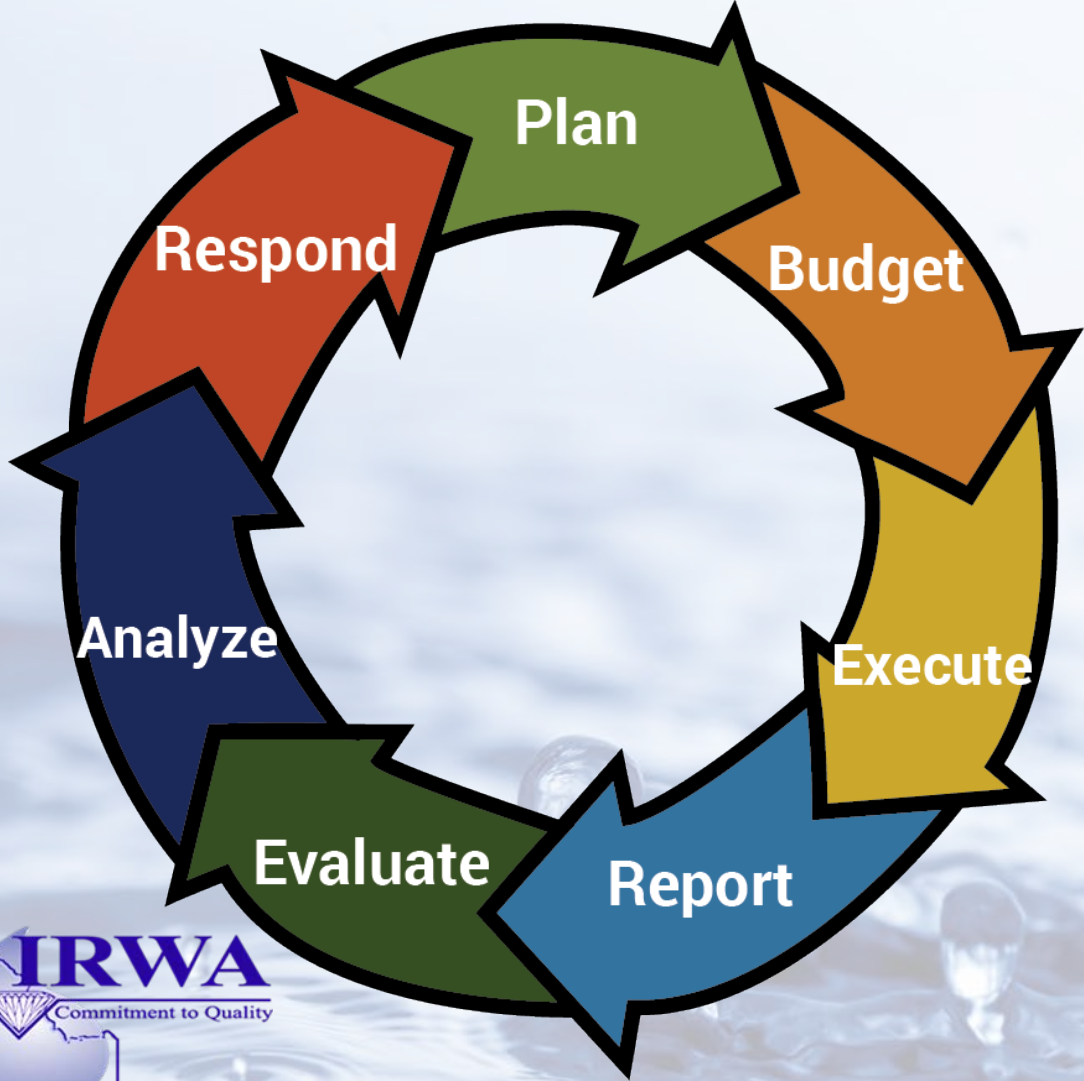 Plan
Budget
Execute
Report
Evaluate
Analyze
Respond
IRWA
Commitment to Quality